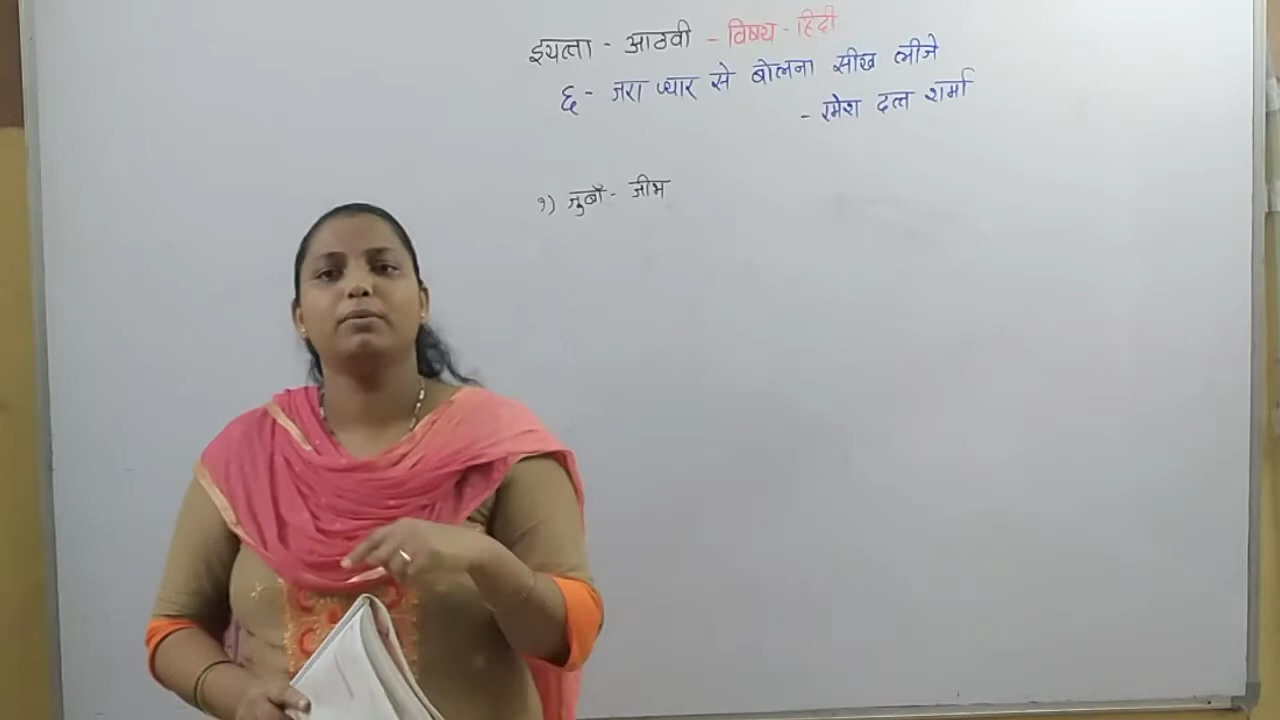 इयत्ता - आठवी - विषय - हिंदी
६ - जरा प्यार से बोलना सीख लीजे
- रमेश दत्त शर्मा
१) जुबाँ - जीभ